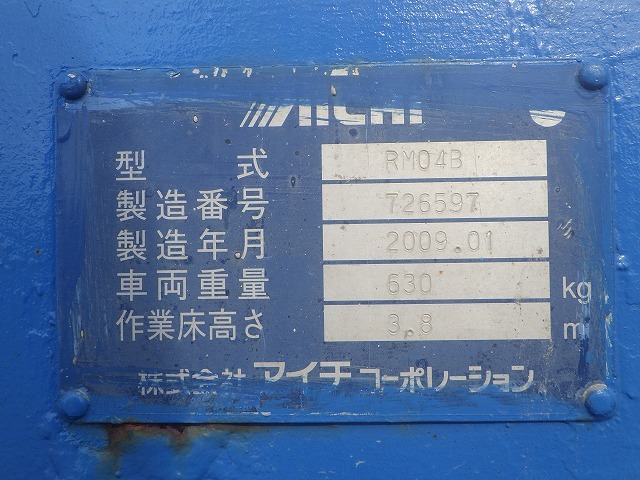 AICHI
型式 RM04B
製造番号 726597
製造年月 2009.01
車両重量 630 kg
作業床高さ 3.8 m
株式会社アイチコーポレーション